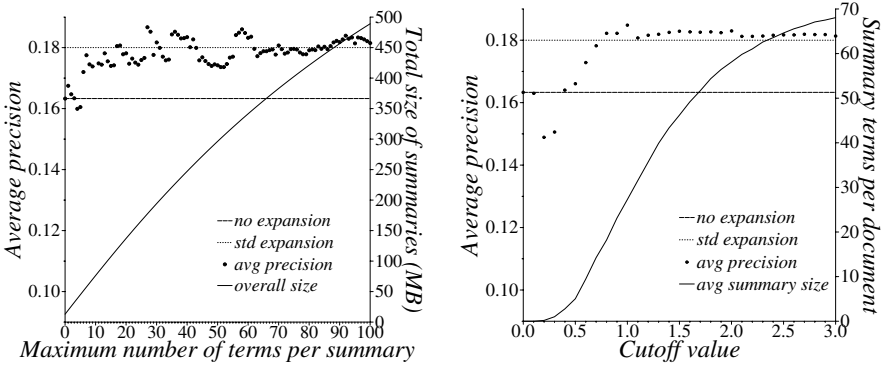 Average precision
0.18
0.16
0.14
0.12
0.10
500
450
400
350
300
250
200
150
100
50
0
Total size of summaries (MB)
no expansion
std expansion
avg precision
overall size
0 10 20 30 40 50 60 70 80 90 100
Maximum number of terms per summary
Average precision
0.18
0.16
0.14
0.12
0.10
70
60
50
40
30
20
10
0
Summary terms per document
no expansion
std expansion
avg precision
avg summary size
0.0 0.5 1.0 1.5 2.0 2.5 3.0
Cutoff value